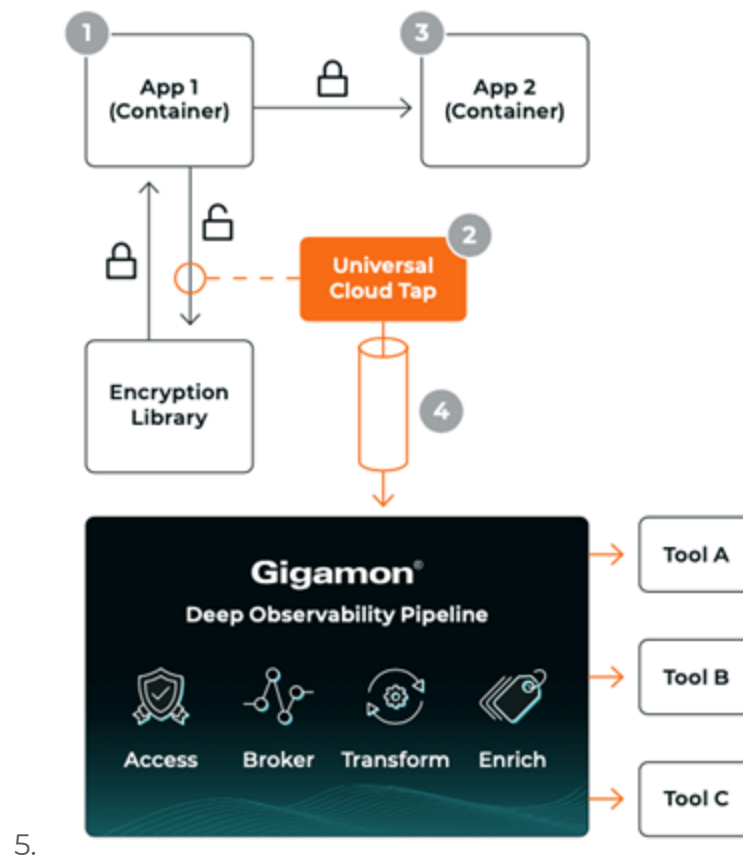 1
3
App 1
(Container)
App 2
(Container)
2
Universal
Cloud Tap
Encryption
Library
4
Gigamon®
Deep Observability Pipeline
Access
Broker
Transform
Enrich
Tool A
Tool B
Tool C
5.